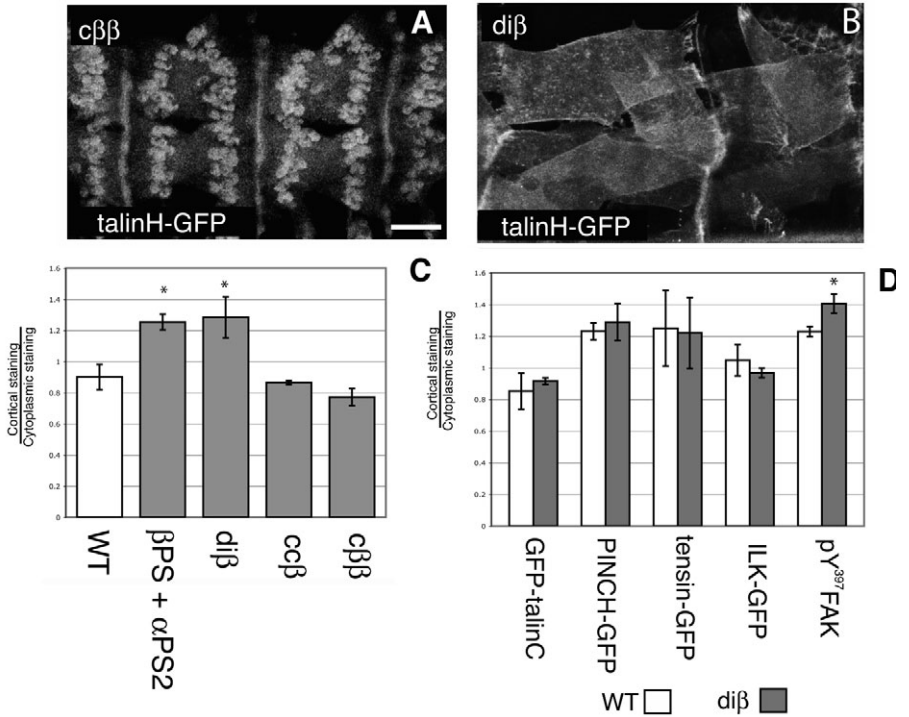 cββ
A
talinH-GFP
diβ
B
talinH-GFP
C
Cortical staining
Cytoplasmic staining
1.6
1.4
1.2
1
0.8
0.6
0.4
0.2
0
*
*
WT
βPS + αPS2
diβ
ccβ
cββ
D
Cortical staining
Cytoplasmic staining
1.6
1.4
1.2
1
0.8
0.6
0.4
0.2
0
*
GFP-talinC
PINCH-GFP
tensin-GFP
ILK-GFP
pY³⁹⁷FAK
WT
diβ